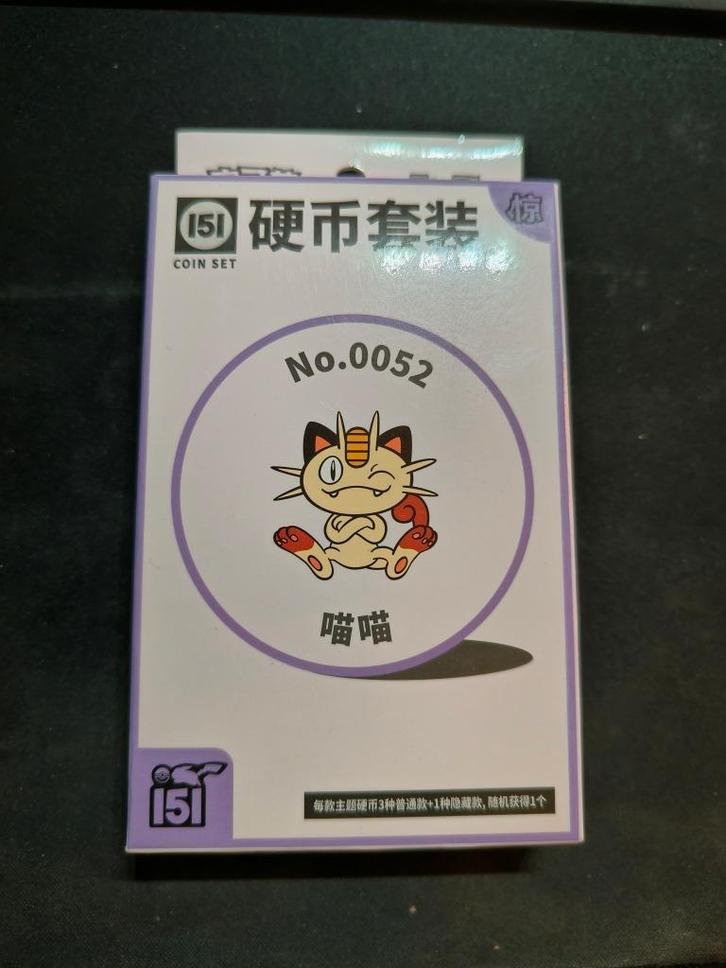 151 硬币套装 惊
COIN SET
No.0052
喵喵
151
每款主题硬币3种普通款+1种隐藏款, 随机获得1个